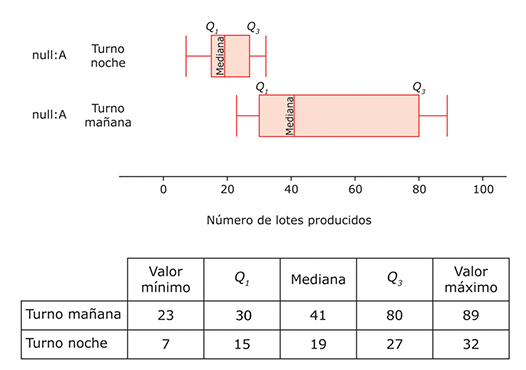 Q1 Q3
null:A Turno noche Mediana
Q1 Q3
null:A Turno mañana Mediana
0 20 40 60 80 100
Número de lotes producidos
Valor mínimo Q1 Mediana Q3 Valor máximo
Turno mañana 23 30 41 80 89
Turno noche 7 15 19 27 32